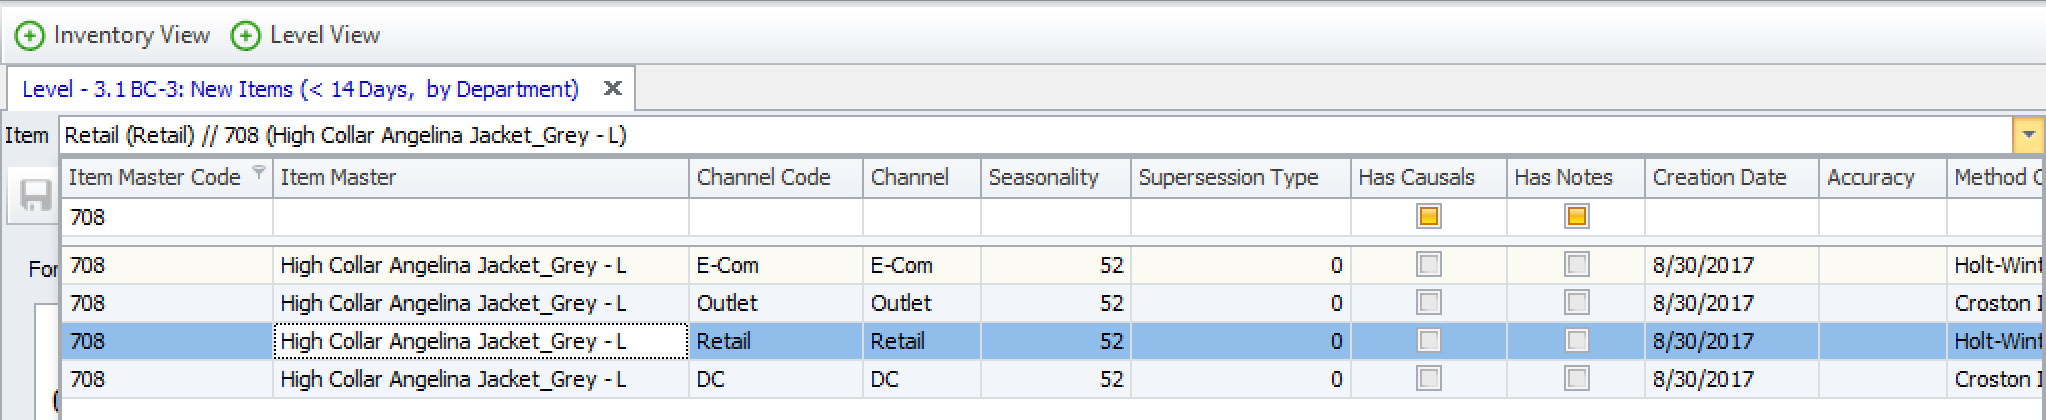 Inventory View Level View
Level - 3.1 BC-3: New Items (< 14 Days, by Department)
Item Retail (Retail) // 708 (High Collar Angelina Jacket_Grey - L)
Item Master Code Item Master Channel Code Channel Seasonality Supersession Type Has Causals Has Notes Creation Date Accuracy Method
708
For
708 High Collar Angelina Jacket_Grey - L E-Com E-Com 52 0 8/30/2017 Holt-Wint
708 High Collar Angelina Jacket_Grey - L Outlet Outlet 52 0 8/30/2017 Croston
708 High Collar Angelina Jacket_Grey - L Retail Retail 52 0 8/30/2017 Holt-Wint
708 High Collar Angelina Jacket_Grey - L DC DC 52 0 8/30/2017 Croston